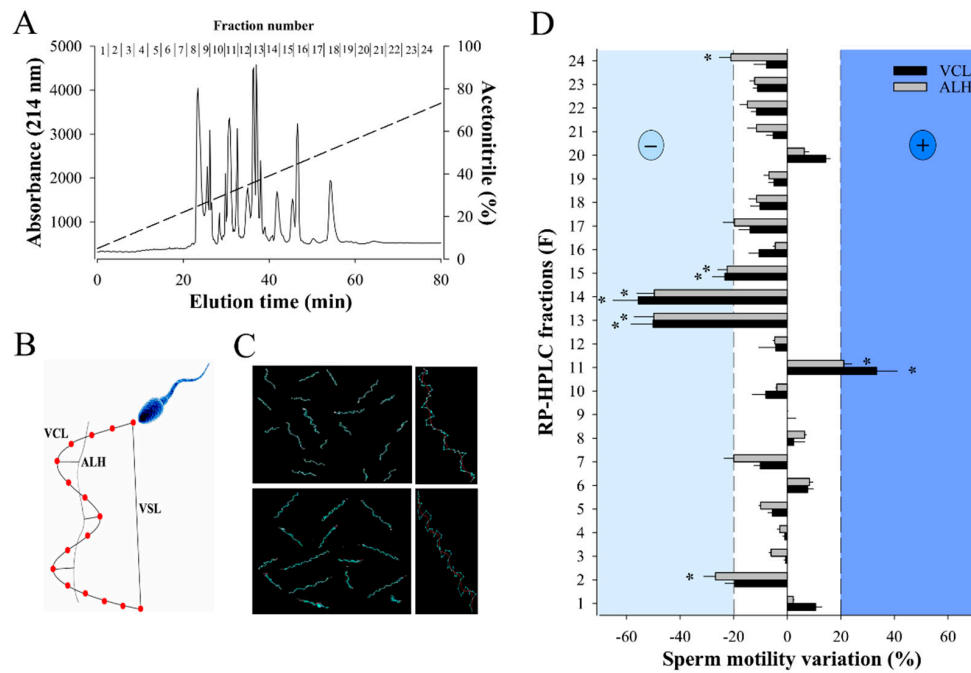 A
Fraction number
1 2 3 4 5 6 7 8 9 10 11 12 13 14 15 16 17 18 19 20 21 22 23 24
Absorbance (214 nm)
5000
4000
3000
2000
1000
100
80
60
40
20
0
Acetonitrile (%)
0 20 40 60 80
Elution time (min)
B
VCL
ALH
VSL
C
D
VCL
ALH
−
+
RP-HPLC fractions (F)
24 *
23
22
21
20
19
18
17
16
15 * *
14 * *
13 * *
12
11 * *
10
9
8
7
6
5
4
3
2 *
1
-60 -40 -20 0 20 40 60
Sperm motility variation (%)